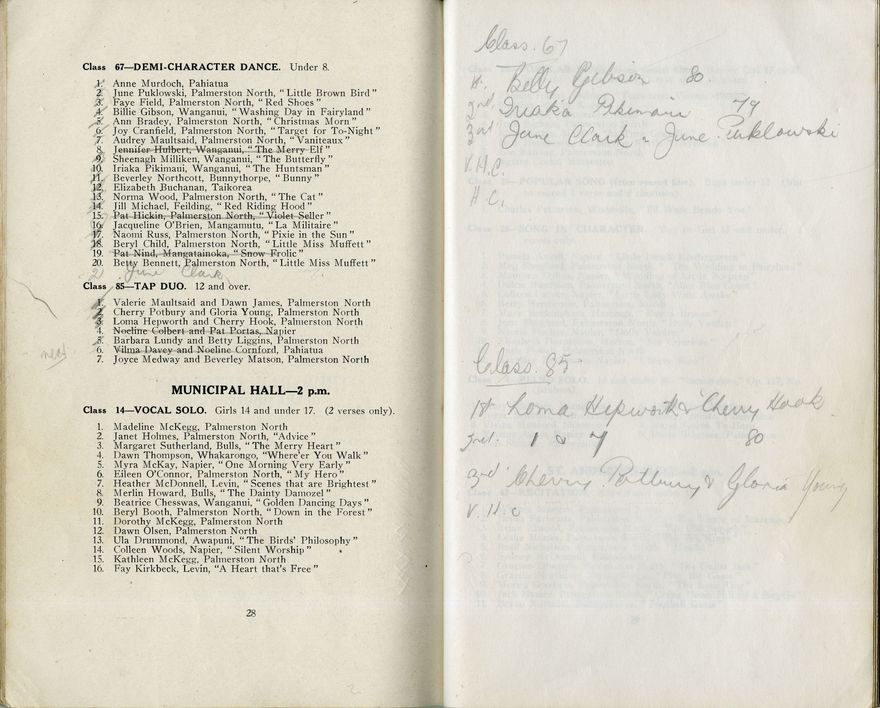 Class 67—DEMI-CHARACTER DANCE. Under 8.
1. Anne Murdoch, Pahiatua
2. June Puklowski, Palmerston North, "Little Brown Bird"
3. Faye Field, Palmerston North, "Red Shoes"
4. Billie Gibson, Wanganui, "Washing Day in Fairyland"
5. Ann Bradey, Palmerston North, "Christmas Morn"
6. Joy Cranfield, Palmerston North, "Target for To-Night"
7. Audrey Maultsaid, Palmerston North, "Vaniteaux"
8. Jennifer Hulbert, Wanganui, "The Merry Elf"
9. Sheenagh Milliken, Wanganui, "The Butterfly"
10. Iriaka Pikimaui, Wanganui, "The Huntsman"
11. Beverley Northcott, Bunnythorpe, "Bunny"
12. Elizabeth Buchanan, Taikorea
13. Norma Wood, Palmerston North, "The Cat"
14. Jill Michael, Feilding, "Red Riding Hood"
15. Pat Hickin, Palmerston North, "Violet Seller"
16. Jacqueline O'Brien, Mangamutu, "La Militaire"
17. Naomi Russ, Palmerston North, "Pixie in the Sun"
18. Beryl Child, Palmerston North, "Little Miss Muffett"
19. Pat Nind, Mangatainoka, "Snow Frolic"
20. Betty Bennett, Palmerston North, "Little Miss Muffett"
21 June Clark
Class 85—TAP DUO. 12 and over.
1. Valerie Maultsaid and Dawn James, Palmerston North
2. Cherry Potbury and Gloria Young, Palmerston North
3. Loma Hepworth and Cherry Hook, Palmerston North
4. Noeline Colbert and Pat Portas, Napier
5. Barbara Lundy and Betty Liggins, Palmerston North
6. Vilma Davey and Noeline Cornford, Pahiatua
7. Joyce Medway and Beverley Matson, Palmerston North
MUNICIPAL HALL—2 p.m.
Class 14—VOCAL SOLO. Girls 14 and under 17. (2 verses only).
1. Madeline McKegg, Palmerston North
2. Janet Holmes, Palmerston North, "Advice"
3. Margaret Sutherland, Bulls, "The Merry Heart"
4. Dawn Thompson, Whakarongo, "Where'er You Walk"
5. Myra McKay, Napier, "One Morning Very Early"
6. Eileen O'Connor, Palmerston North, "My Hero"
7. Heather McDonnell, Levin, "Scenes that are Brightest"
8. Merlin Howard, Bulls, "The Dainty Damozel"
9. Beatrice Chesswas, Wanganui, "Golden Dancing Days"
10. Beryl Booth, Palmerston North, "Down in the Forest"
11. Dorothy McKegg, Palmerston North
12. Dawn Olsen, Palmerston North
13. Ula Drummond, Awapuni, "The Birds' Philosophy"
14. Colleen Woods, Napier, "Silent Worship"
15. Kathleen McKegg, Palmerston North
16. Fay Kirkbeck, Levin, "A Heart that's Free"
28
Class. 67
Billy Gibson 80
2nd Iriaka Pikimaui 79
3rd June Clark & June Puklowski
V.H.C.
H.C.
Class. 85
1st Loma Hepworth & Cherry Hook
2nd. 1 & 7 80
3rd Cherry Potbury & Gloria Young
V.H.C